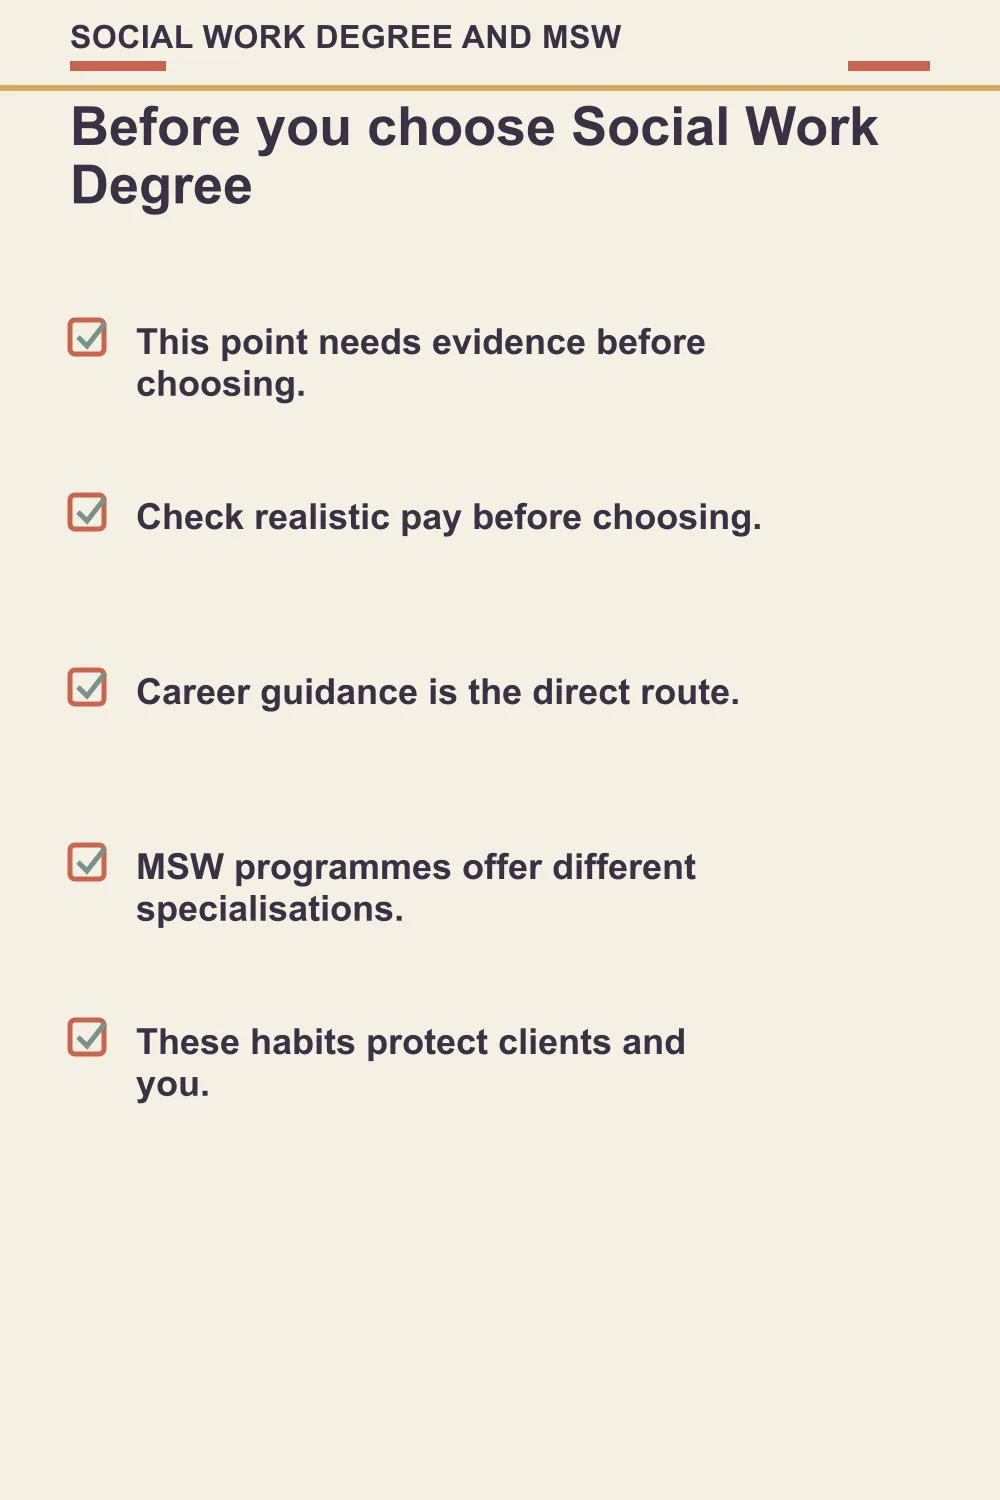 SOCIAL WORK DEGREE AND MSW
Before you choose Social Work
Degree
This point needs evidence before
choosing.
Check realistic pay before choosing.
Career guidance is the direct route.
MSW programmes offer different
specialisations.
These habits protect clients and
you.